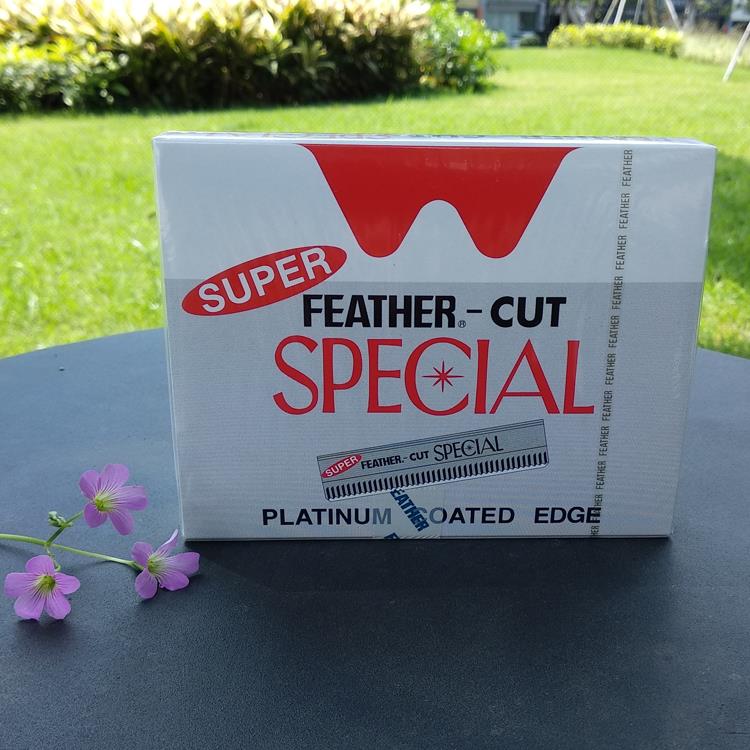 SUPER
FEATHER® - CUT
SPECIAL
SUPER FEATHER - CUT SPECIAL
PLATINUM COATED EDGE
FEATHER
FEATHER FEATHER FEATHER FEATHER FEATHER FEATHER FEATHER FEATHER